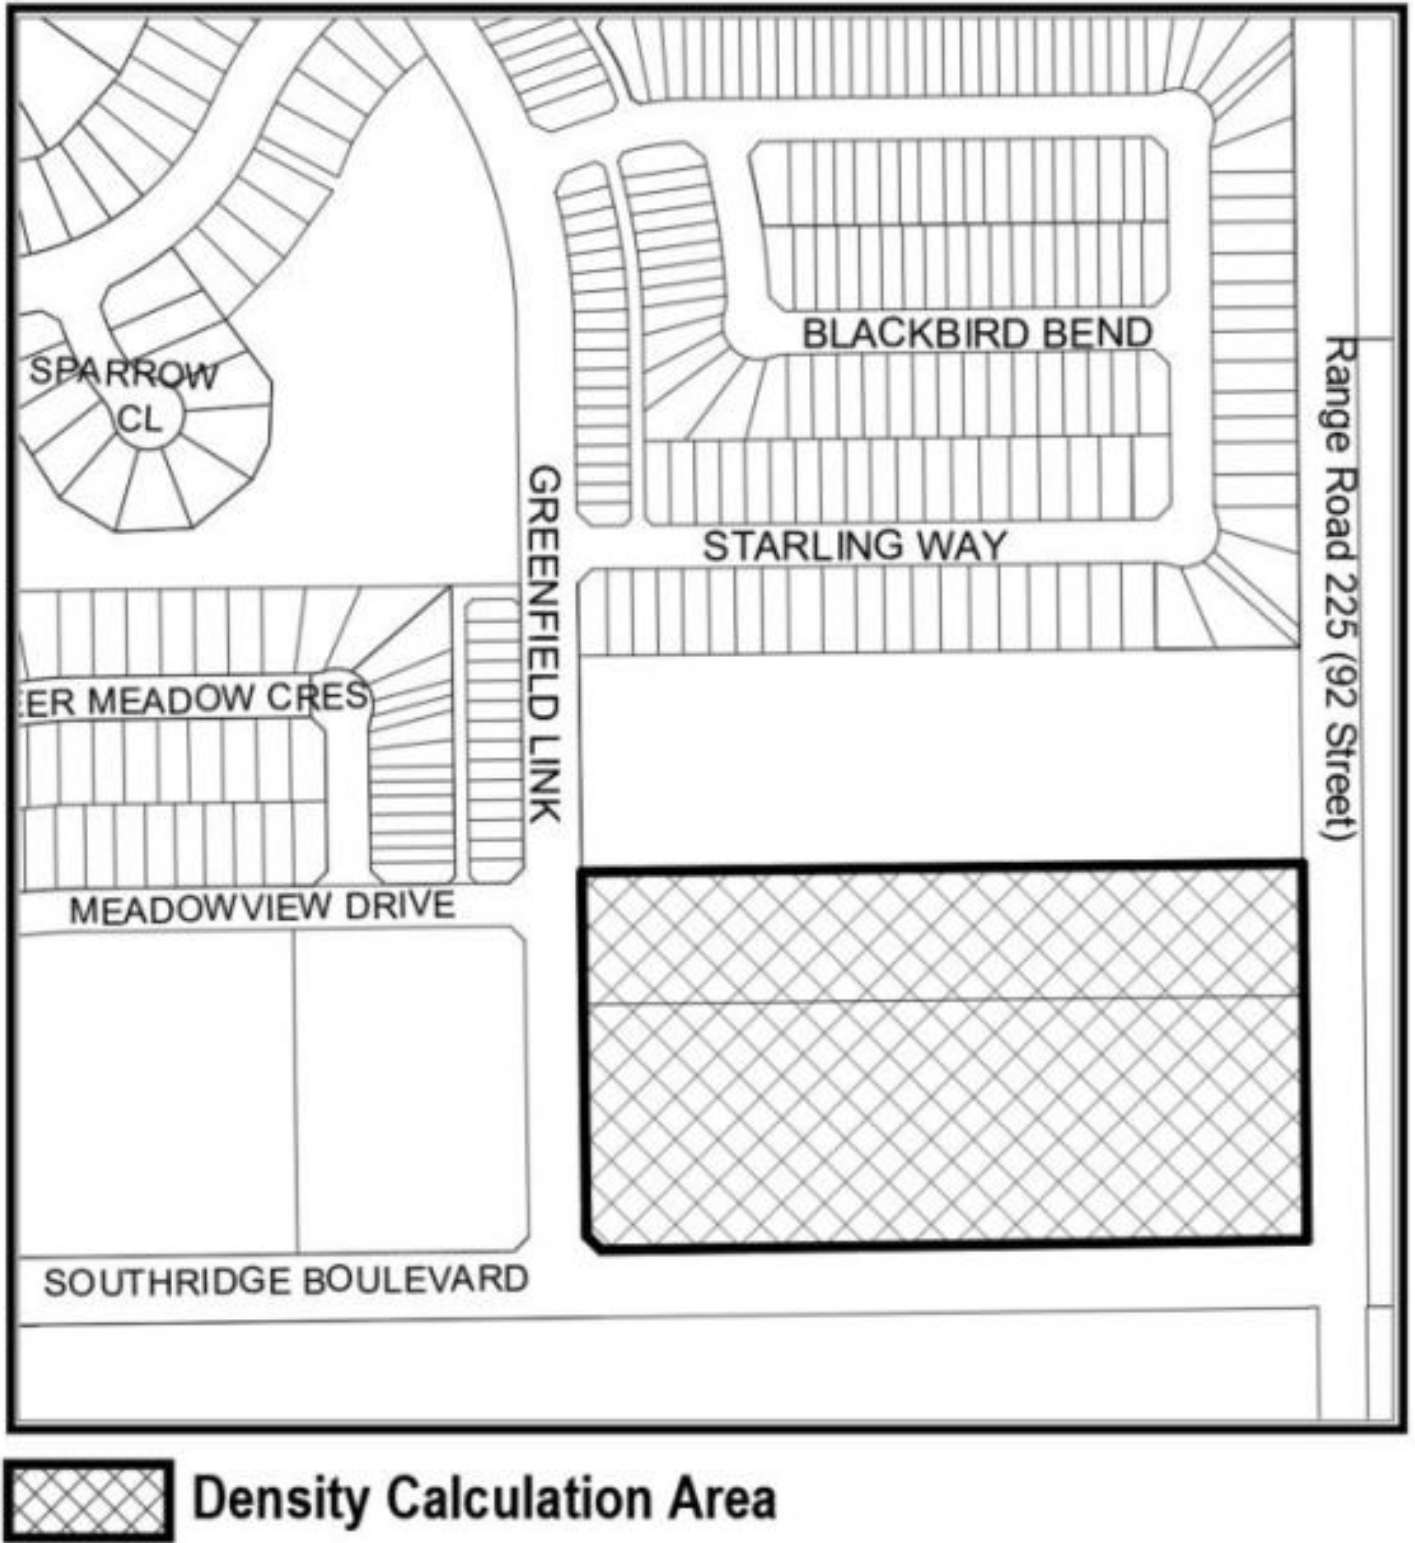 BLACKBIRD BEND
SPARROW
CL
Range Road 225 (92 Street)
GREENFIELD LINK
STARLING WAY
EER MEADOW CRES
MEADOWVIEW DRIVE
SOUTHRIDGE BOULEVARD
Density Calculation Area